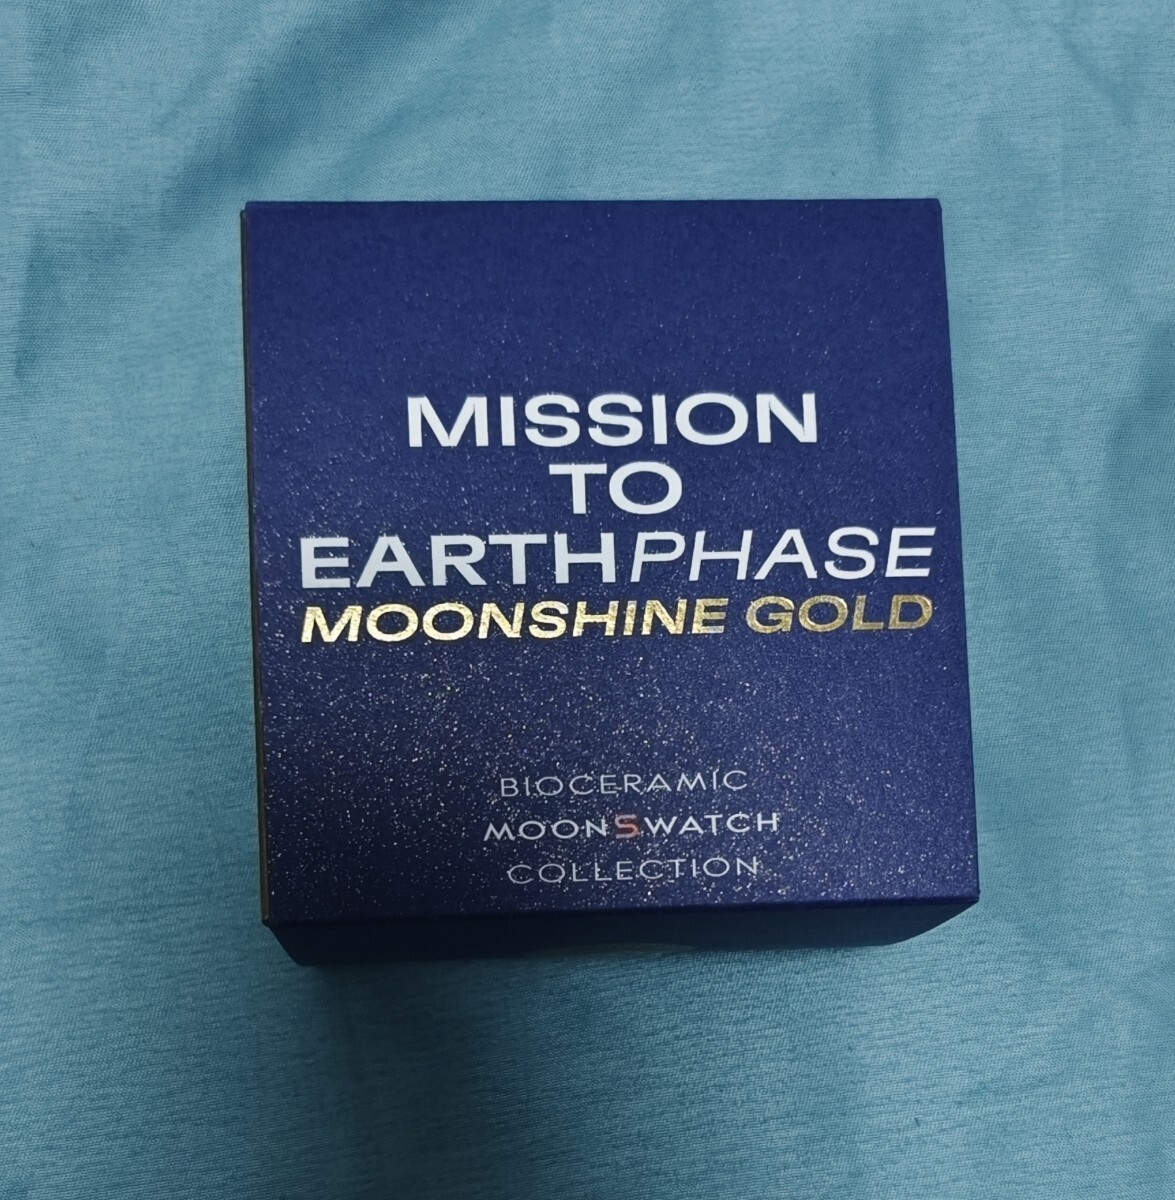 MISSION
TO
EARTHPHASE
MOONSHINE GOLD
BIOCERAMIC
MOONSWATCH
COLLECTION